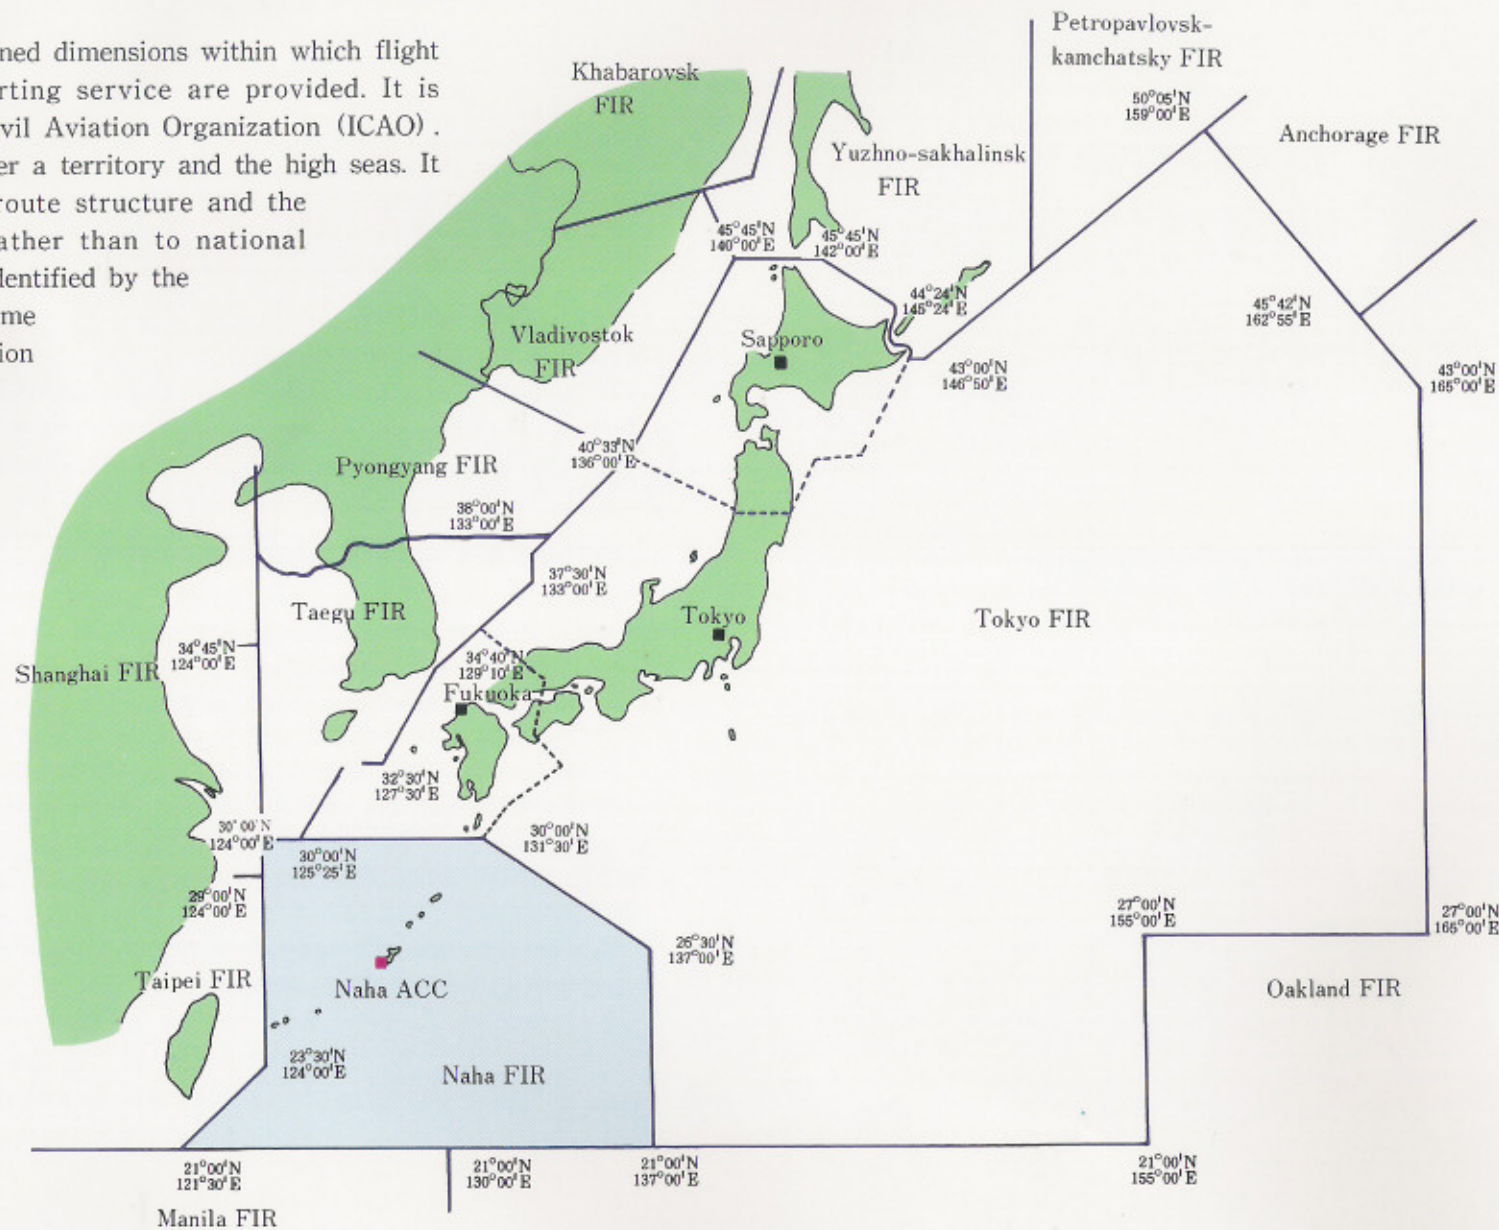 ned dimensions within which flight
rting service are provided. It is
vil Aviation Organization (ICAO) .
er a territory and the high seas. It
route structure and the
ather than to national
dentified by the
me
ion
Petropavlovsk-
kamchatsky FIR
Khabarovsk
FIR
50°05'N
159°00'E
Anchorage FIR
Yuzhno-sakhalinsk
FIR
45°45'N
140°00'E
45°45'N
142°00'E
44°24'N
145°24'E
45°42'N
162°55'E
Vladivostok
FIR
Sapporo
43°00'N
146°50'E
43°00'N
165°00'E
40°33'N
136°00'E
Pyongyang FIR
38°00'N
133°00'E
37°30'N
133°00'E
Taegu FIR
Tokyo
Tokyo FIR
34°45'N
124°00'E
Shanghai FIR
34°40'N
129°10'E
Fukuoka
32°30'N
127°30'E
30°00'N
124°00'E
30°00'N
125°25'E
30°00'N
131°30'E
29°00'N
124°00'E
27°00'N
155°00'E
27°00'N
165°00'E
26°30'N
137°00'E
Taipei FIR
Naha ACC
Oakland FIR
23°30'N
124°00'E
Naha FIR
21°00'N
121°30'E
21°00'N
130°00'E
21°00'N
137°00'E
21°00'N
155°00'E
Manila FIR